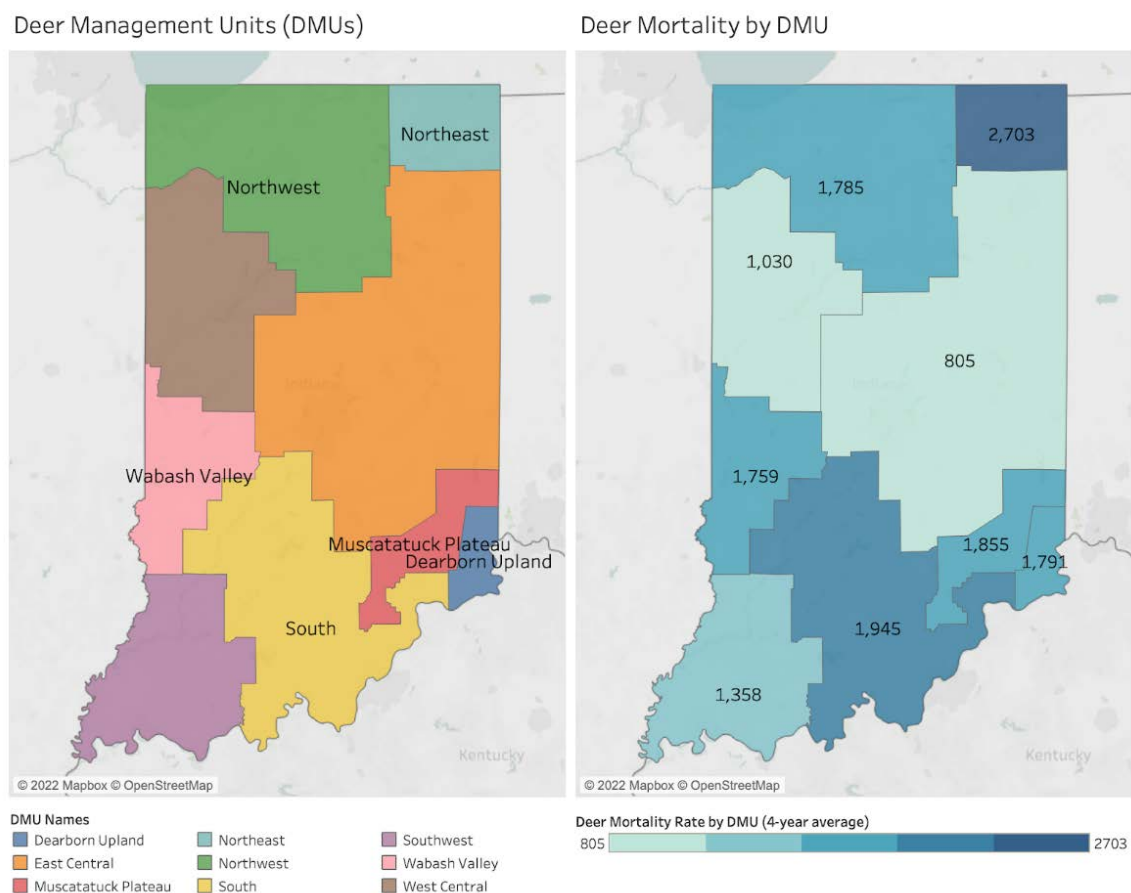 Deer Management Units (DMUs)
Northeast
Northwest
Wabash Valley
Muscatatuck Plateau
Dearborn Upland
South
Kentucky
© 2022 Mapbox © OpenStreetMap
DMU Names
Dearborn Upland
Northeast
Southwest
East Central
Northwest
Wabash Valley
Muscatatuck Plateau
South
West Central
Deer Mortality by DMU
2,703
1,785
1,030
805
1,759
1,855
1,791
1,945
1,358
Kentucky
© 2022 Mapbox © OpenStreetMap
Deer Mortality Rate by DMU (4-year average)
805
2703